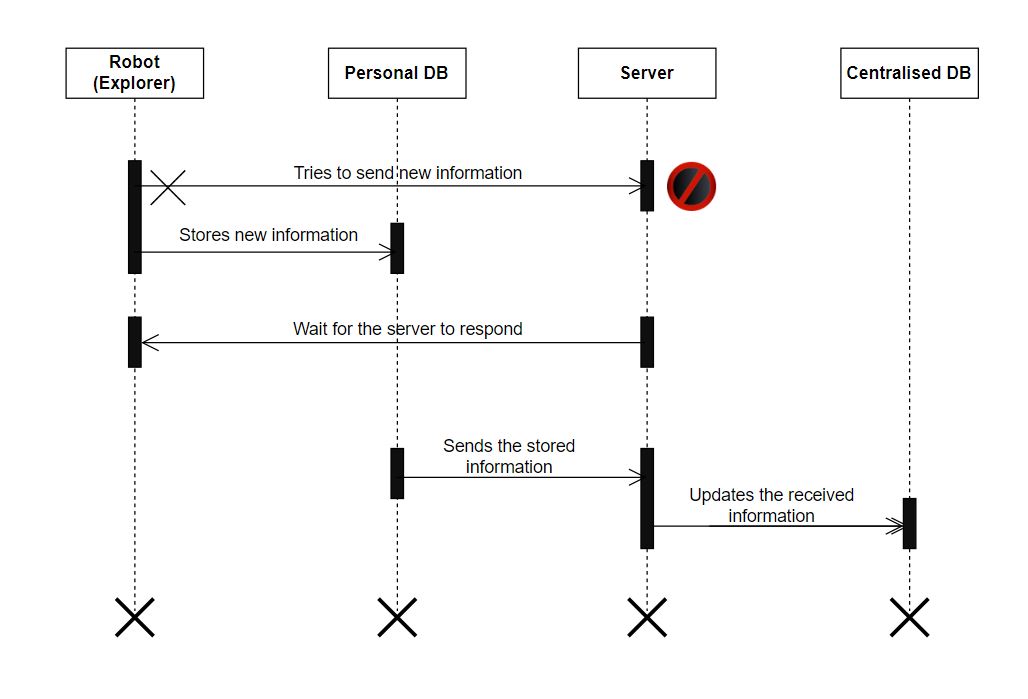 Robot
(Explorer)
Personal DB
Server
Centralised DB
Tries to send new information
Stores new information
Wait for the server to respond
Sends the stored
information
Updates the received
information